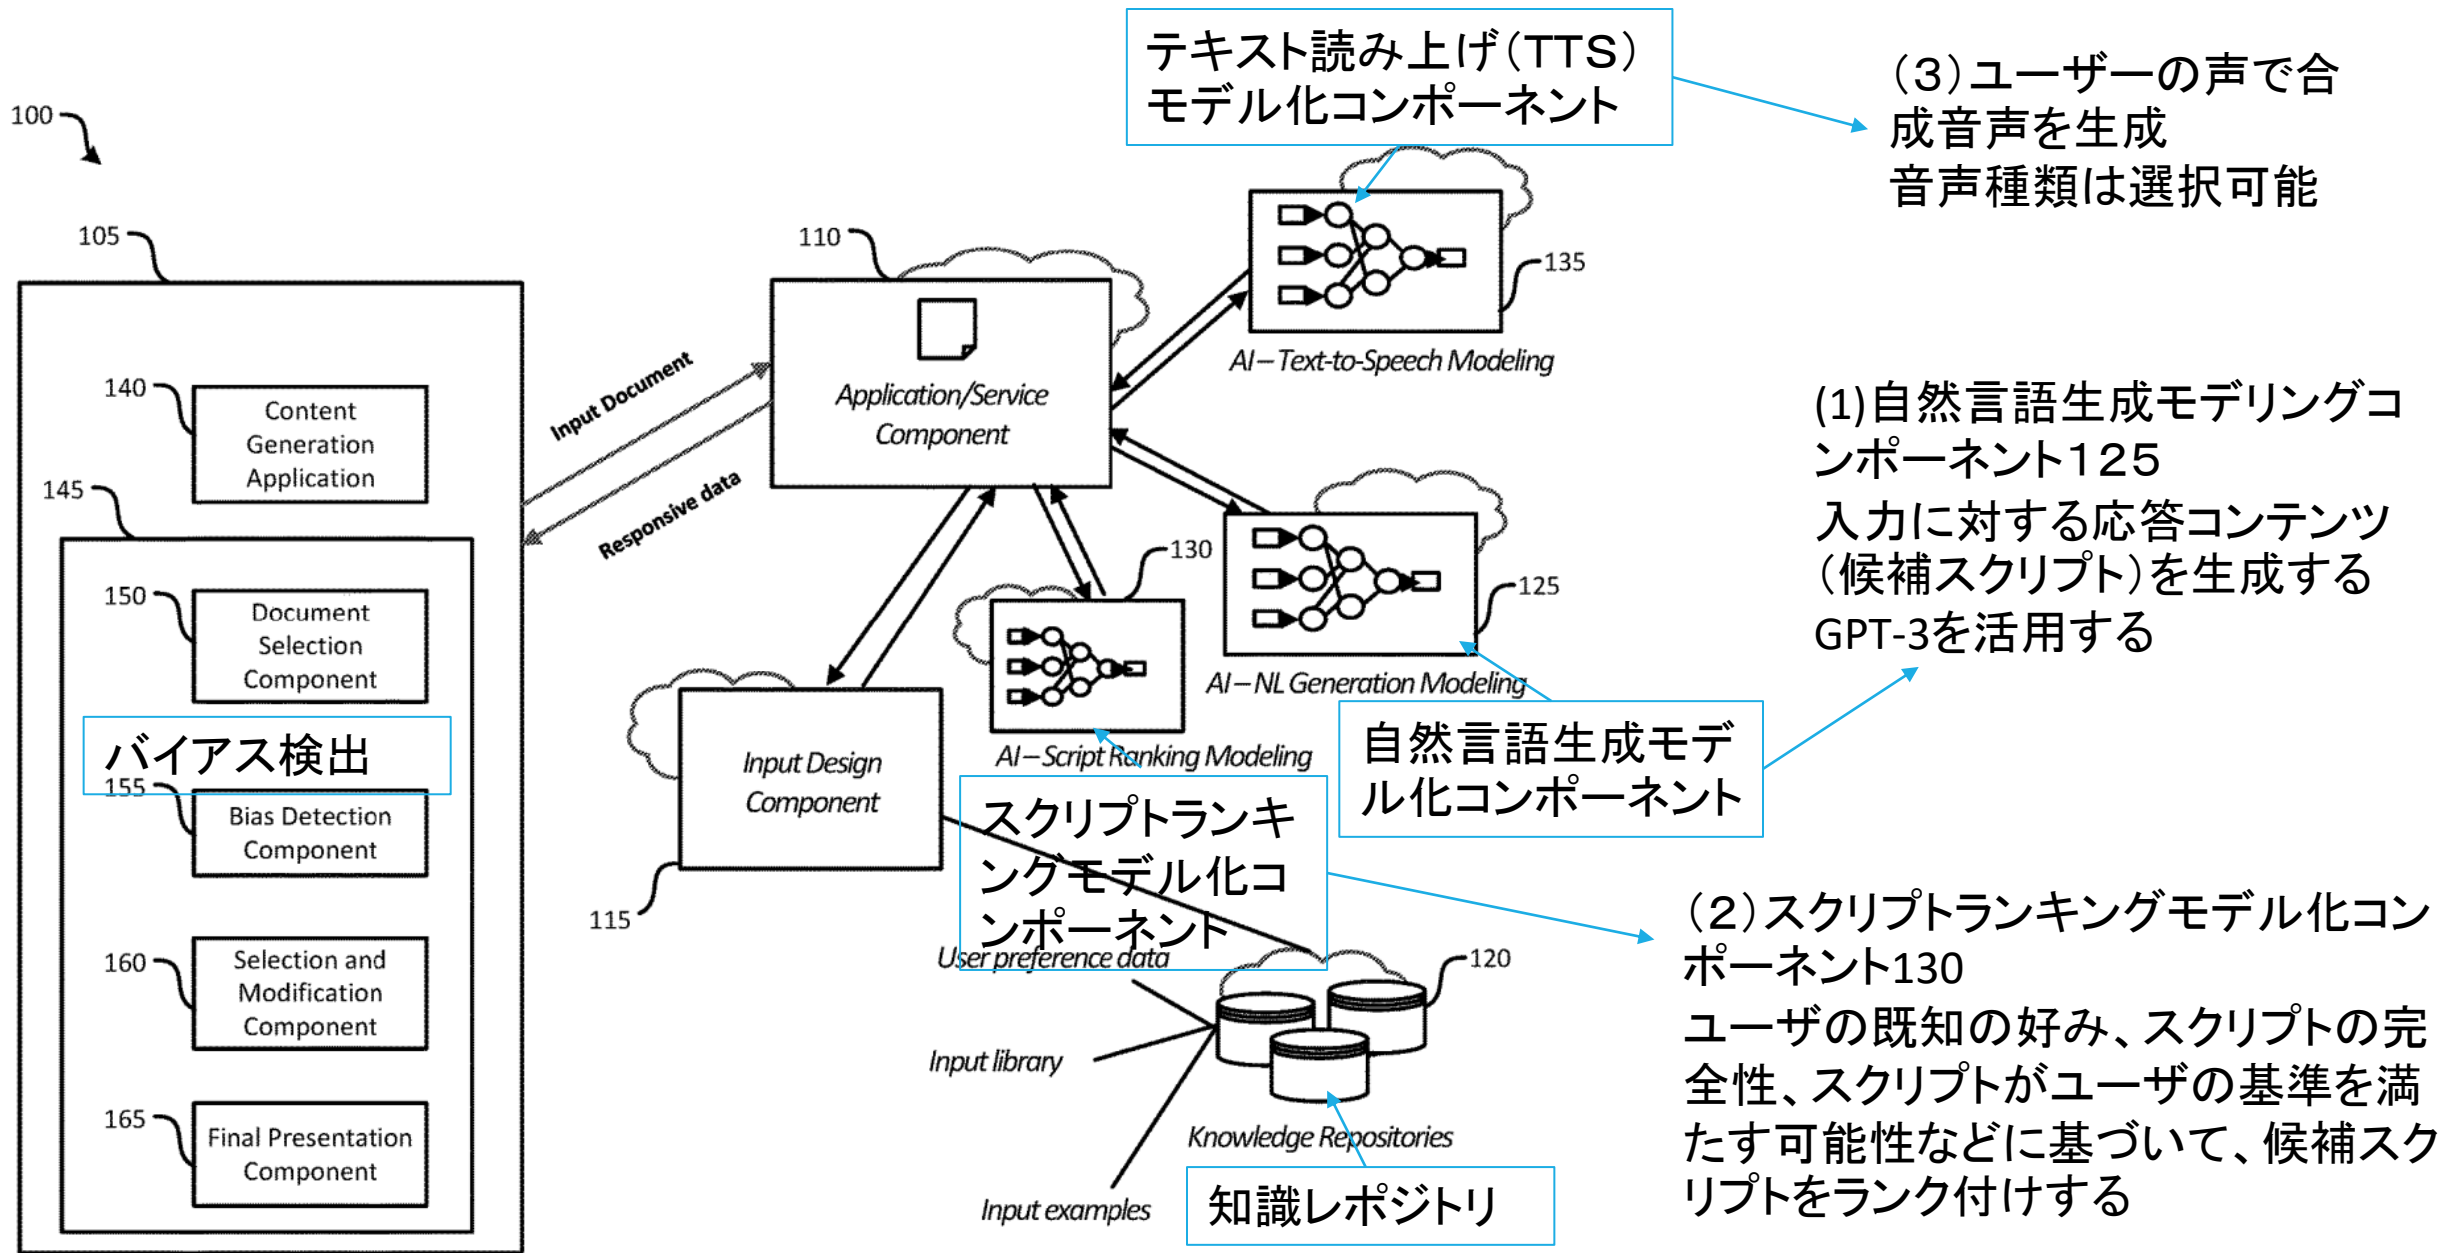 100
105
140
Content
Generation
Application
145
150
Document
Selection
Component
バイアス検出
155
Bias Detection
Component
160
Selection and
Modification
Component
165
Final Presentation
Component
Input Document
Responsive data
110
Application/Service
Component
テキスト読み上げ（TTS）
モデル化コンポーネント
135
AI – Text-to-Speech Modeling
（3）ユーザーの声で合
成音声を生成
音声種類は選択可能
130
AI – Script Ranking Modeling
125
AI – NL Generation Modeling
自然言語生成モデ
ル化コンポーネント
(1)自然言語生成モデリングコ
ンポーネント125
入力に対する応答コンテンツ
（候補スクリプト）を生成する
GPT-3を活用する
Input Design
Component
115
スクリプトランキ
ングモデル化コ
ンポーネント
（2）スクリプトランキングモデル化コン
ポーネント130
ユーザの既知の好み、スクリプトの完
全性、スクリプトがユーザの基準を満
たす可能性などに基づいて、候補スク
リプトをランク付けする
User preference data
Input library
Input examples
120
Knowledge Repositories
知識レポジトリ